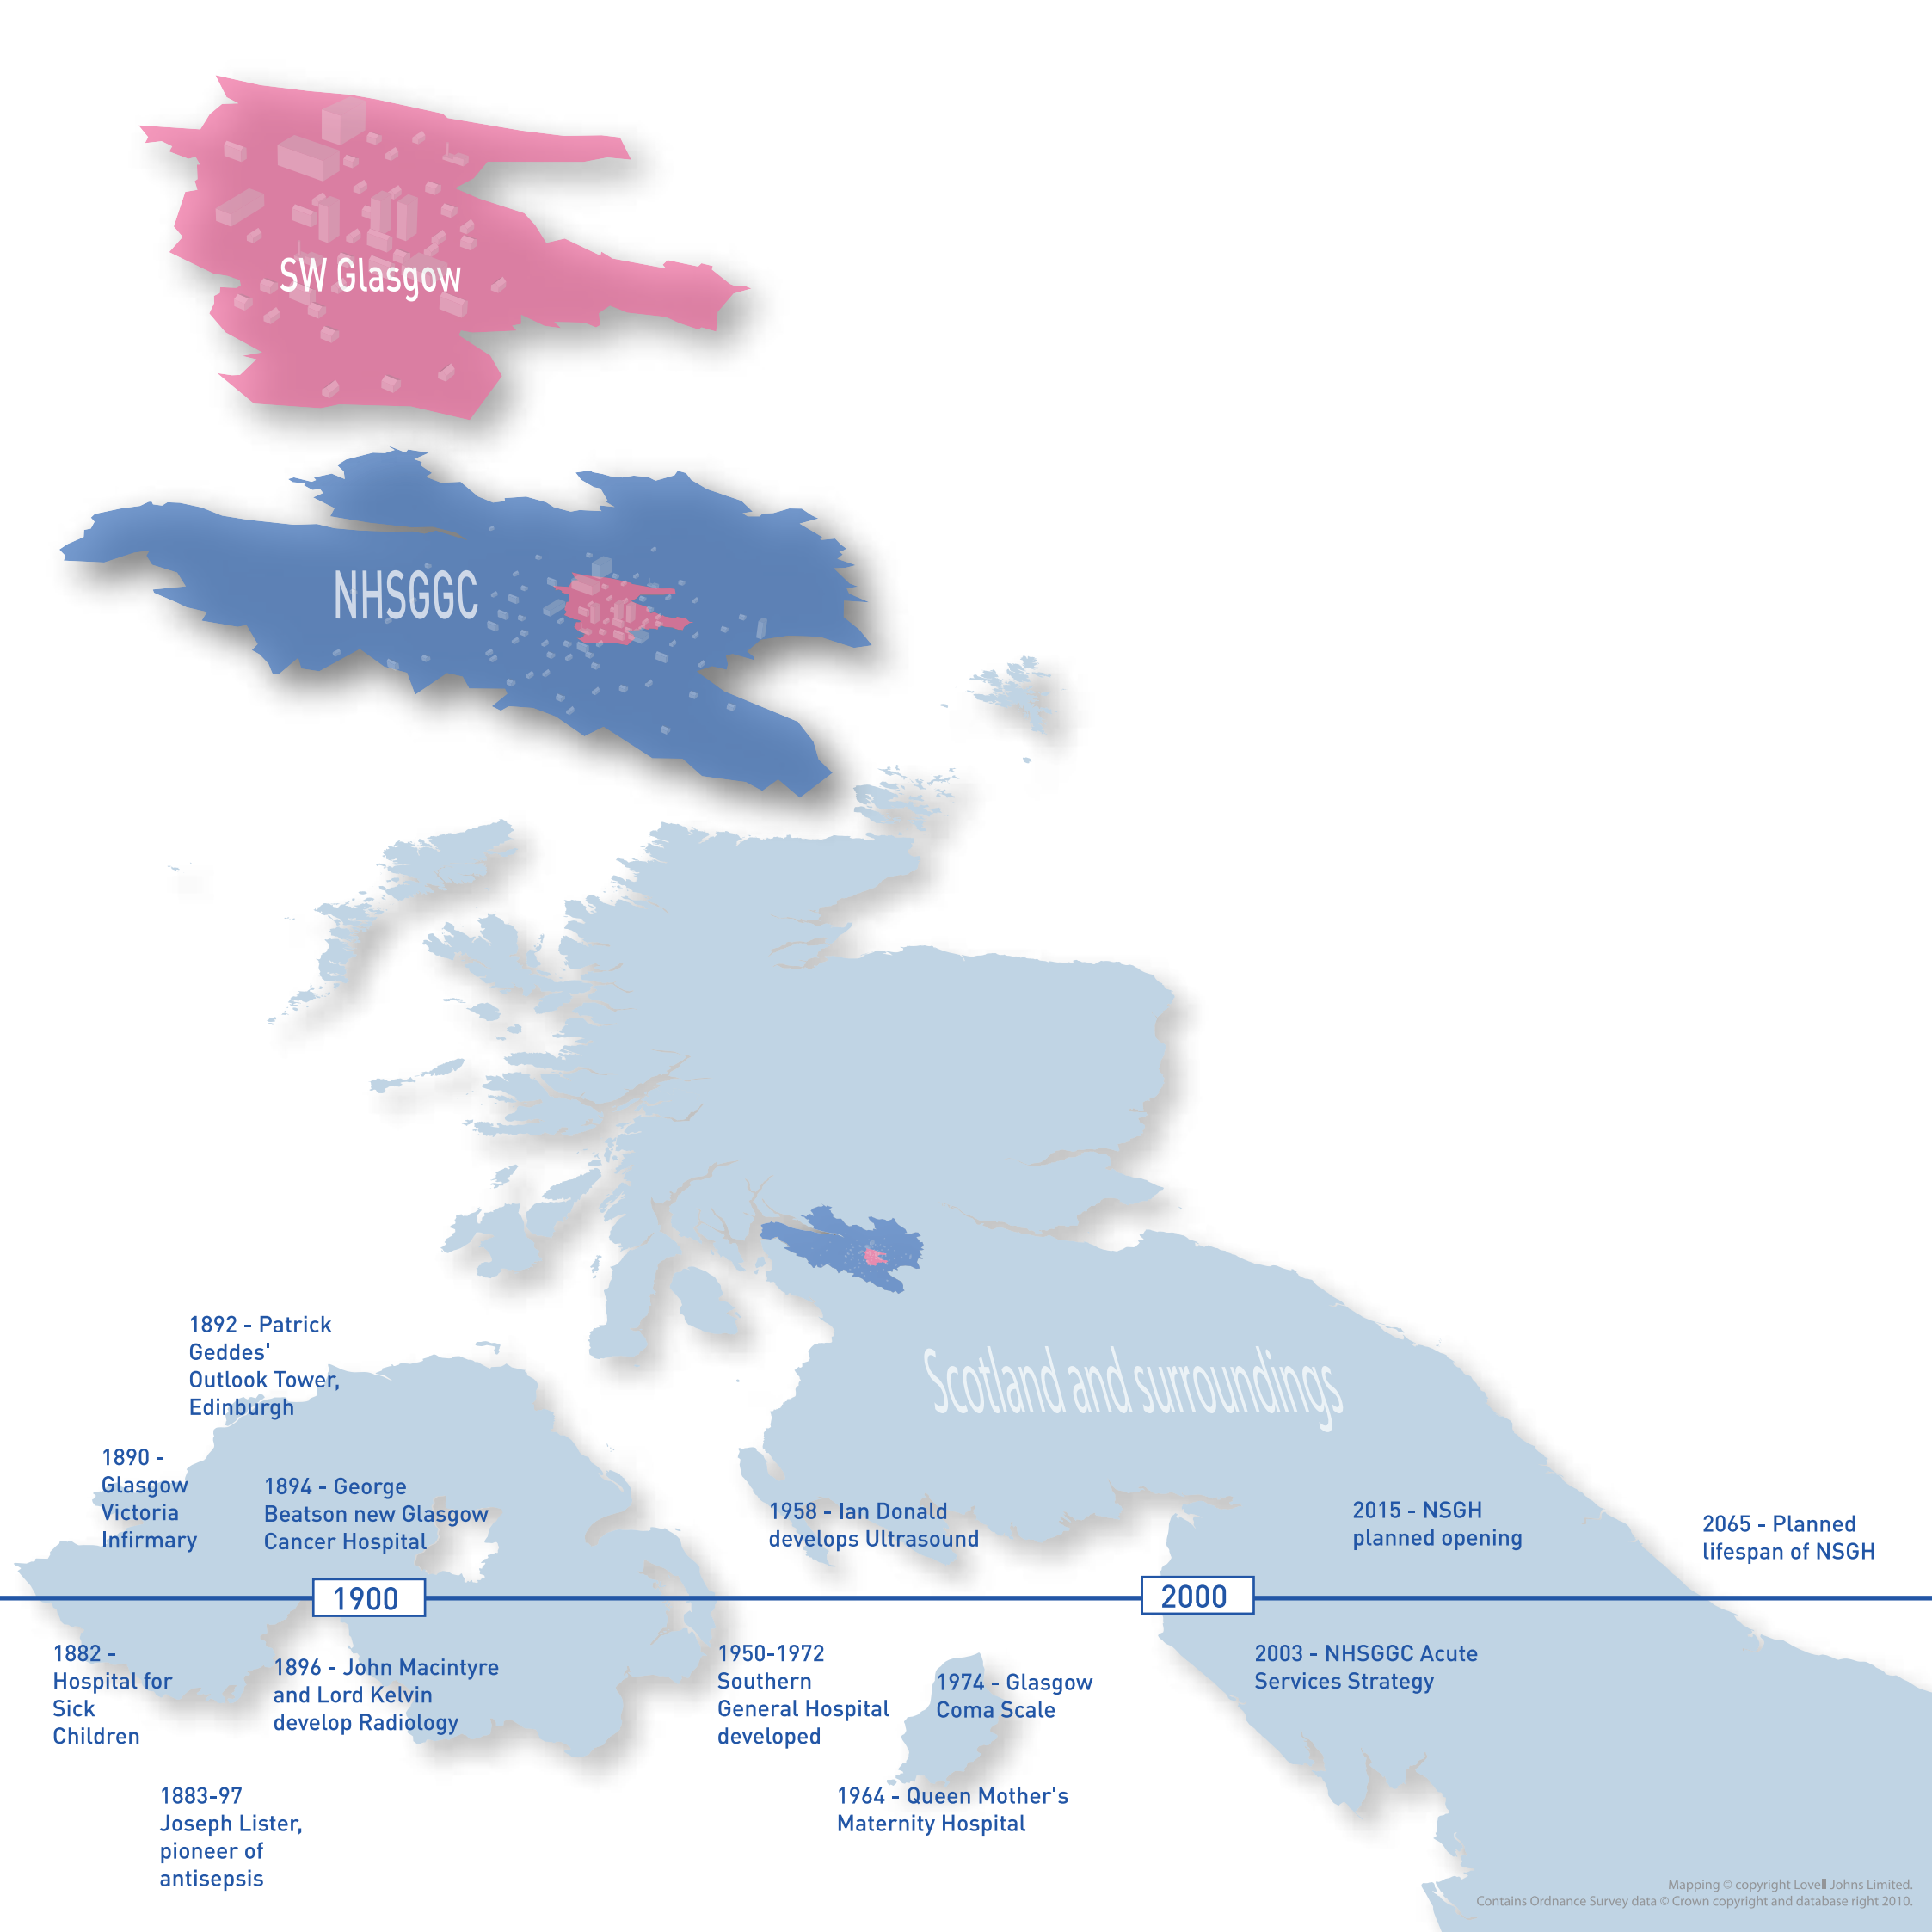 SW Glasgow
NHSGGC
Scotland and surroundings
1892 - Patrick
Geddes'
Outlook Tower,
Edinburgh
1890 -
Glasgow
Victoria
Infirmary
1894 - George
Beatson new Glasgow
Cancer Hospital
1958 - Ian Donald
develops Ultrasound
2015 - NSGH
planned opening
2065 - Planned
lifespan of NSGH
1900
2000
1882 -
Hospital for
Sick
Children
1896 - John Macintyre
and Lord Kelvin
develop Radiology
1950-1972
Southern
General Hospital
developed
1974 - Glasgow
Coma Scale
2003 - NHSGGC Acute
Services Strategy
1883-97
Joseph Lister,
pioneer of
antisepsis
1964 - Queen Mother's
Maternity Hospital
Mapping © copyright Lovell Johns Limited.
Contains Ordnance Survey data © Crown copyright and database right 2010.